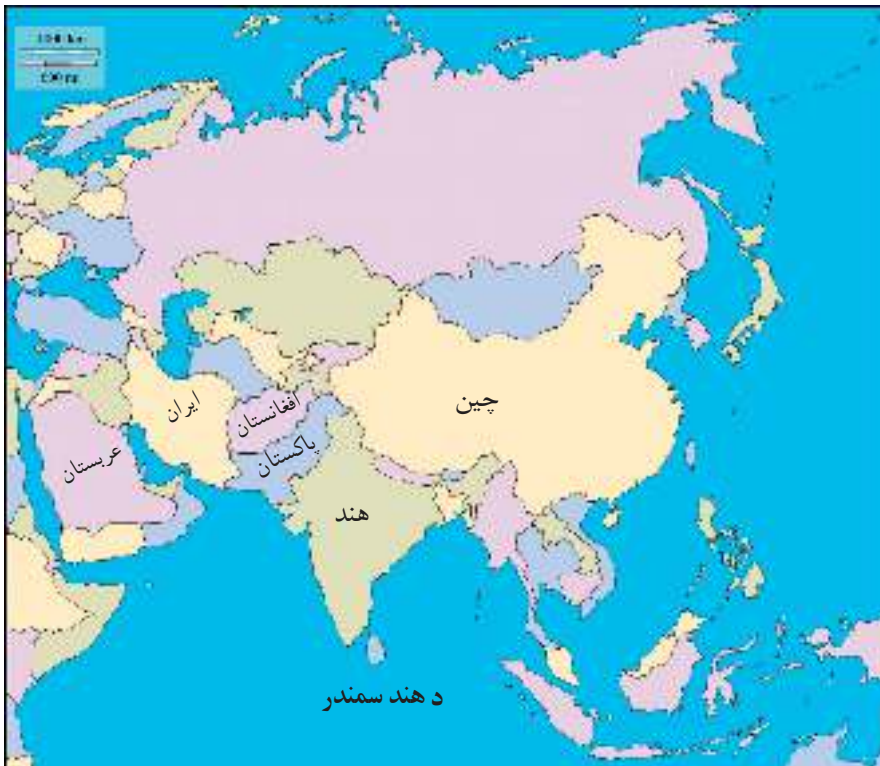 چین
ایران
افغانستان
پاکستان
عربستان
هند
د هند سمندر